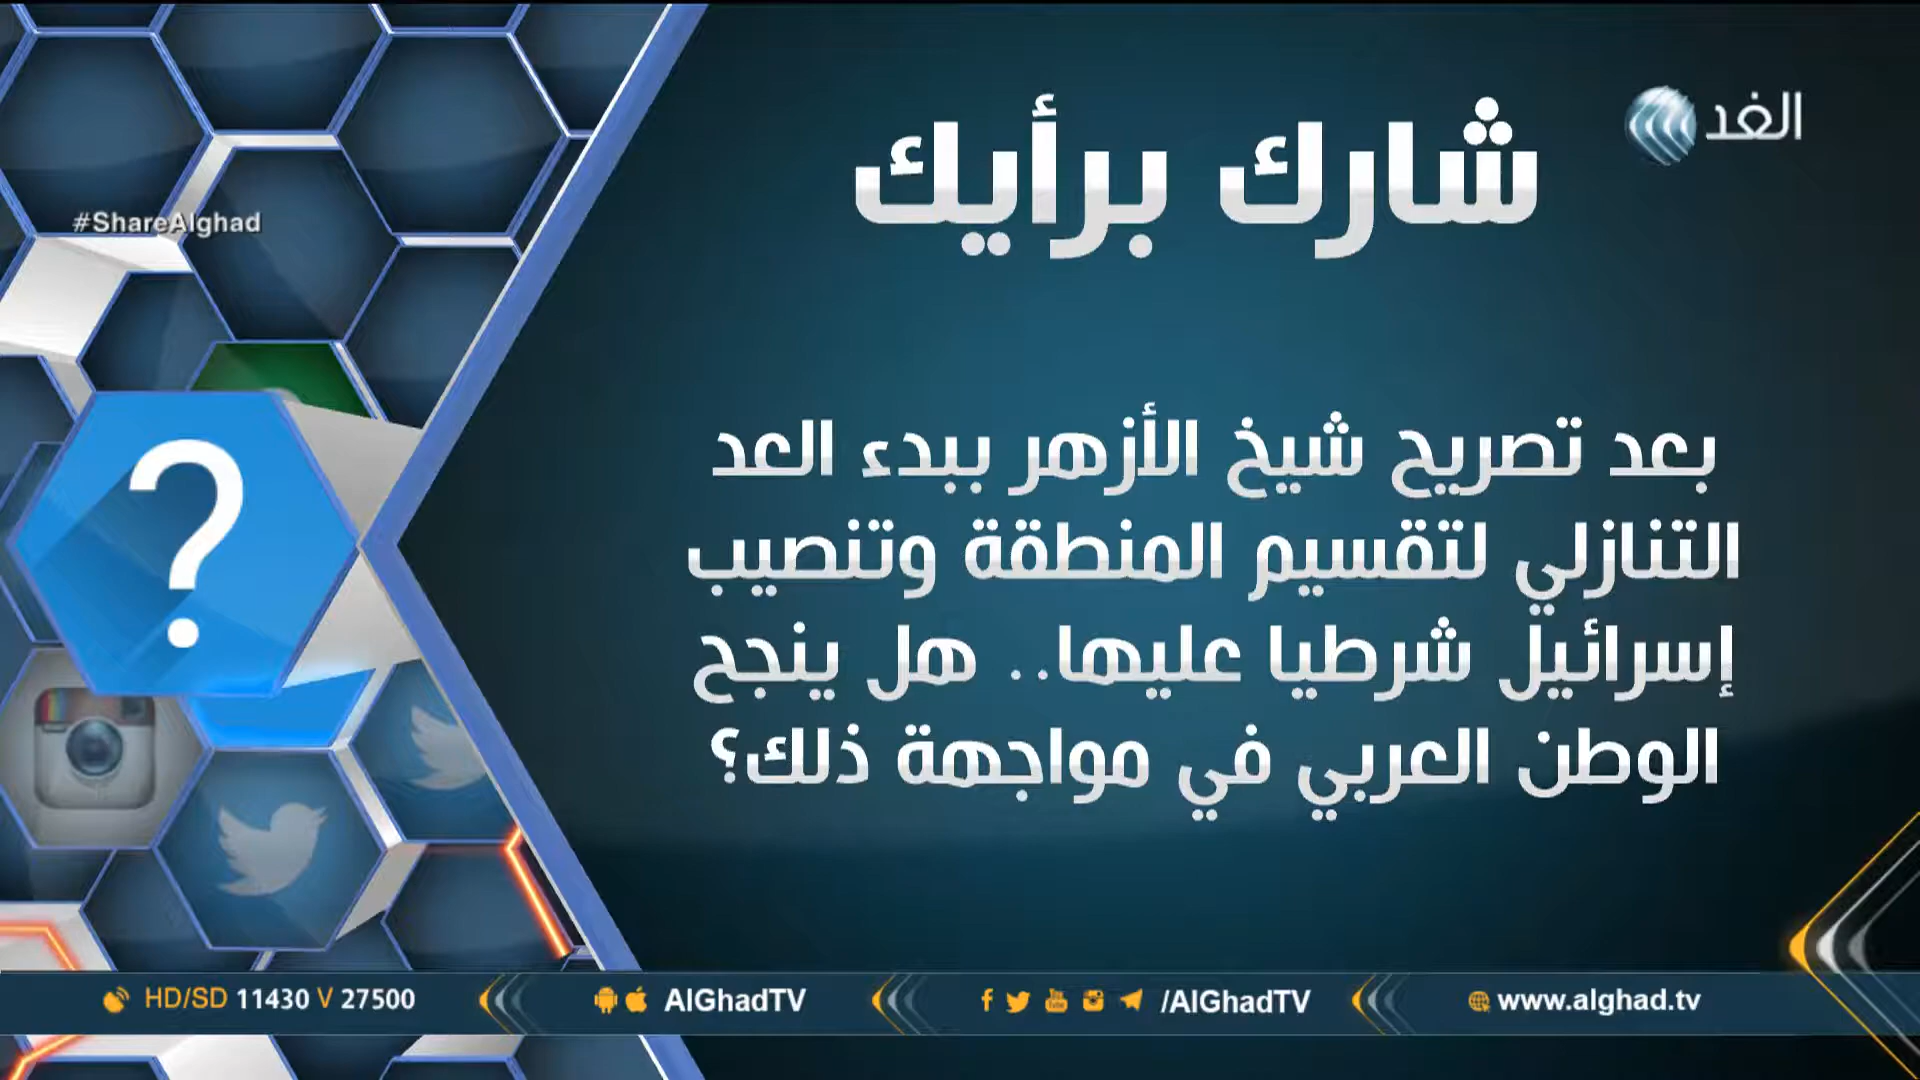 الغد
شارك برأيك
#ShareAlghad
بعد تصريح شيخ الأزهر ببدء العد
التنازلي لتقسيم المنطقة وتنصيب
إسرائيل شرطيا عليها.. هل ينجح
الوطن العربي في مواجهة ذلك؟
HD/SD 11430 V 27500
AlGhadTV
/AlGhadTV
www.alghad.tv